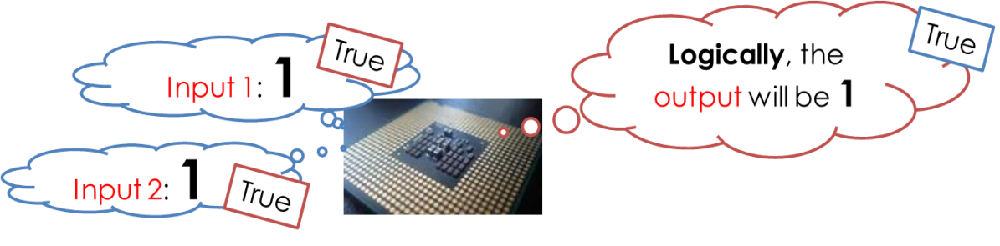 Input 1: 1
True
Input 2: 1
True
Logically, the
output will be 1
True